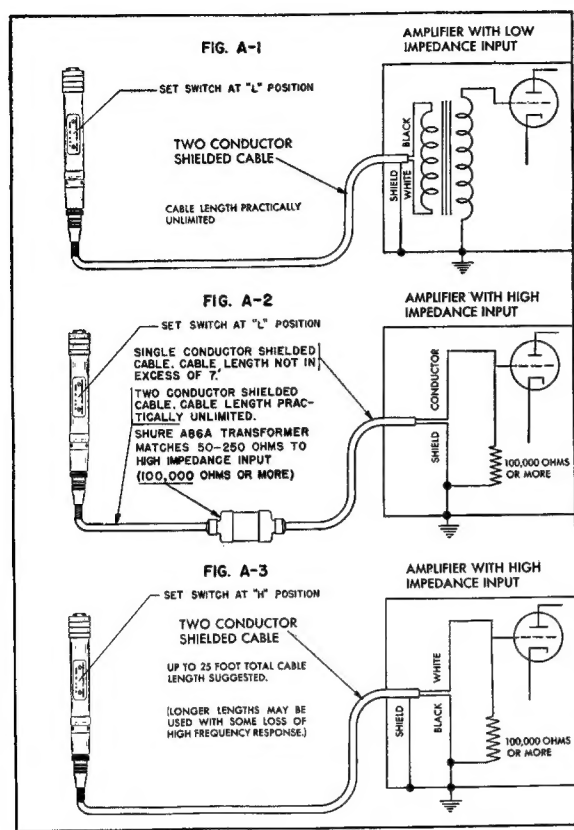 FIG. A-1
AMPLIFIER WITH LOW
IMPEDANCE INPUT
SET SWITCH AT "L" POSITION
TWO CONDUCTOR
SHIELDED CABLE
CABLE LENGTH PRACTICALLY
UNLIMITED
BLACK
WHITE
SHIELD
FIG. A-2
AMPLIFIER WITH HIGH
IMPEDANCE INPUT
SET SWITCH AT "L" POSITION
SINGLE CONDUCTOR SHIELDED
CABLE. CABLE LENGTH NOT IN
EXCESS OF 7'.
TWO CONDUCTOR SHIELDED
CABLE. CABLE LENGTH PRAC-
TICALLY UNLIMITED.
SHURE A86A TRANSFORMER
MATCHES 50-250 OHMS TO
HIGH IMPEDANCE INPUT
(100,000 OHMS OR MORE)
CONDUCTOR
SHIELD
100,000 OHMS
OR MORE
FIG. A-3
AMPLIFIER WITH HIGH
IMPEDANCE INPUT
SET SWITCH AT "H" POSITION
TWO CONDUCTOR
SHIELDED CABLE
UP TO 25 FOOT TOTAL CABLE
LENGTH SUGGESTED.
(LONGER LENGTHS MAY BE
USED WITH SOME LOSS OF
HIGH FREQUENCY RESPONSE.)
WHITE
BLACK
SHIELD
100,000 OHMS
OR MORE